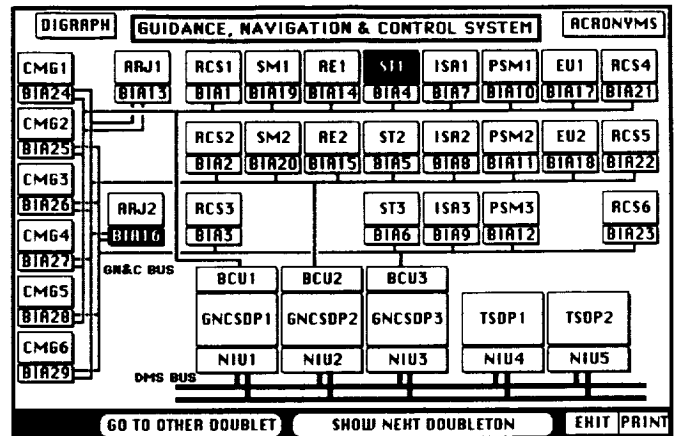 DIGRAPH
GUIDANCE, NAVIGATION & CONTROL SYSTEM
ACRONYMS
CMG1 ARJ1 RCS1 SM1 RE1 ST1 ISA1 PSM1 EU1 RCS4
BIA24 BIA13 BIA1 BIA19 BIA14 BIA4 BIA7 BIA10 BIA17 BIA21
CMG2 RCS2 SM2 RE2 ST2 ISA2 PSM2 EU2 RCS5
BIA25 BIA2 BIA20 BIA15 BIA5 BIA8 BIA11 BIA18 BIA22
CMG3 ARJ2 RCS3 ST3 ISA3 PSM3 RCS6
BIA26 BIA16 BIA3 BIA6 BIA9 BIA12 BIA23
CMG4
BIA27
GN&C BUS
CMG5
BIA28
CMG6
BIA29
BCU1 BCU2 BCU3
GNCSDP1 GNCSDP2 GNCSDP3 TSDP1 TSDP2
NIU1 NIU2 NIU3 NIU4 NIU5
DMS BUS
GO TO OTHER DOUBLET SHOW NEXT DOUBLETON EXIT PRINT